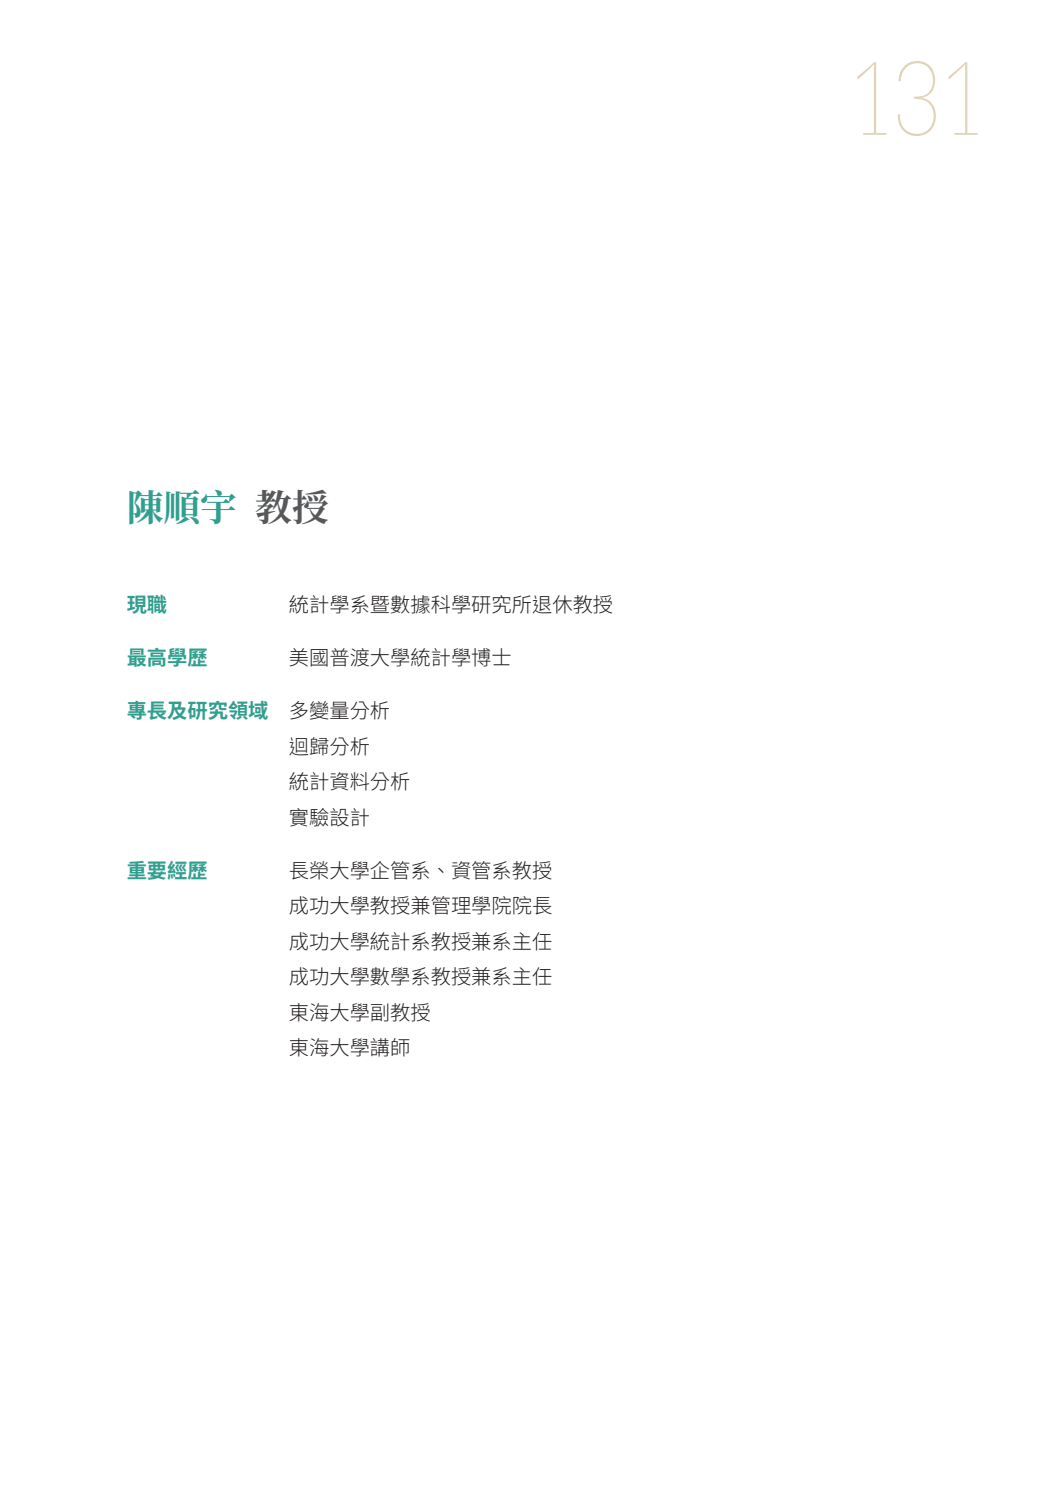 131
陳順宇 教授
現職 統計學系暨數據科學研究所退休教授
最高學歷 美國普渡大學統計學博士
專長及研究領域 多變量分析
迴歸分析
統計資料分析
實驗設計
重要經歷 長榮大學企管系、資管系教授
成功大學教授兼管理學院院長
成功大學統計系教授兼系主任
成功大學數學系教授兼系主任
東海大學副教授
東海大學講師